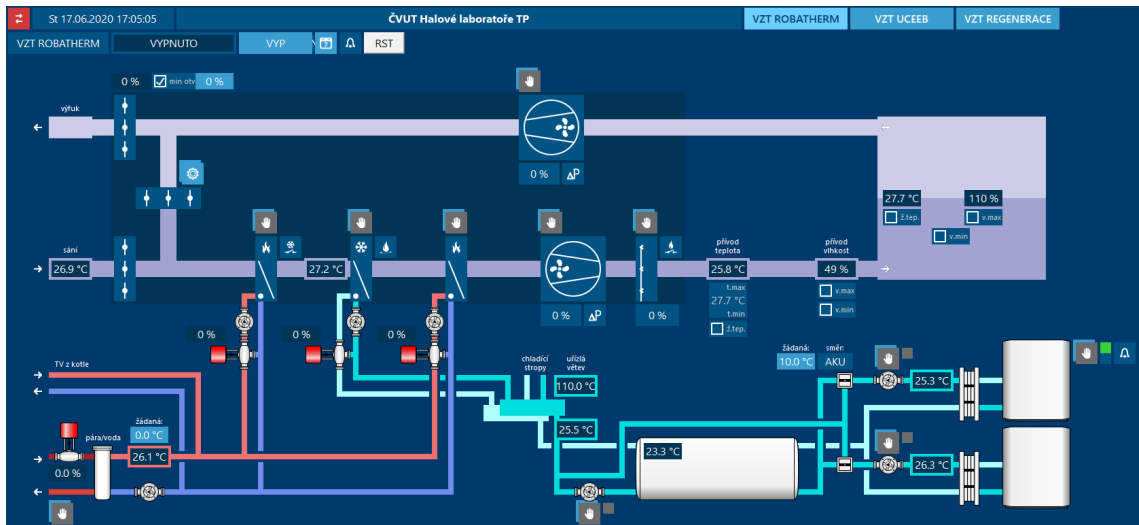 St 17.06.2020 17:05:05
ČVUT Halové laboratoře TP
VZT ROBATHERM
VZT UCEEB
VZT REGENERACE
VZT ROBATHERM
VYPNUTO
VYP
7
RST
0 %
min otv
0 %
výfuk
0 %
ΔP
27.7 °C
110 %
ž.tep.
v.max
v.min
sání
26.9 °C
27.2 °C
přívod
teplota
25.8 °C
přívod
vlhkost
49 %
t.max
27.7 °C
t.min
ž.tep.
v.max
v.min
0 %
ΔP
0 %
0 %
0 %
0 %
TV z kotle
chladící
stropy
uřízlá
větev
110.0 °C
žádaná:
10.0 °C
směr:
AKU
25.3 °C
pára/voda
žádaná:
0.0 °C
26.1 °C
0.0 %
25.5 °C
23.3 °C
26.3 °C